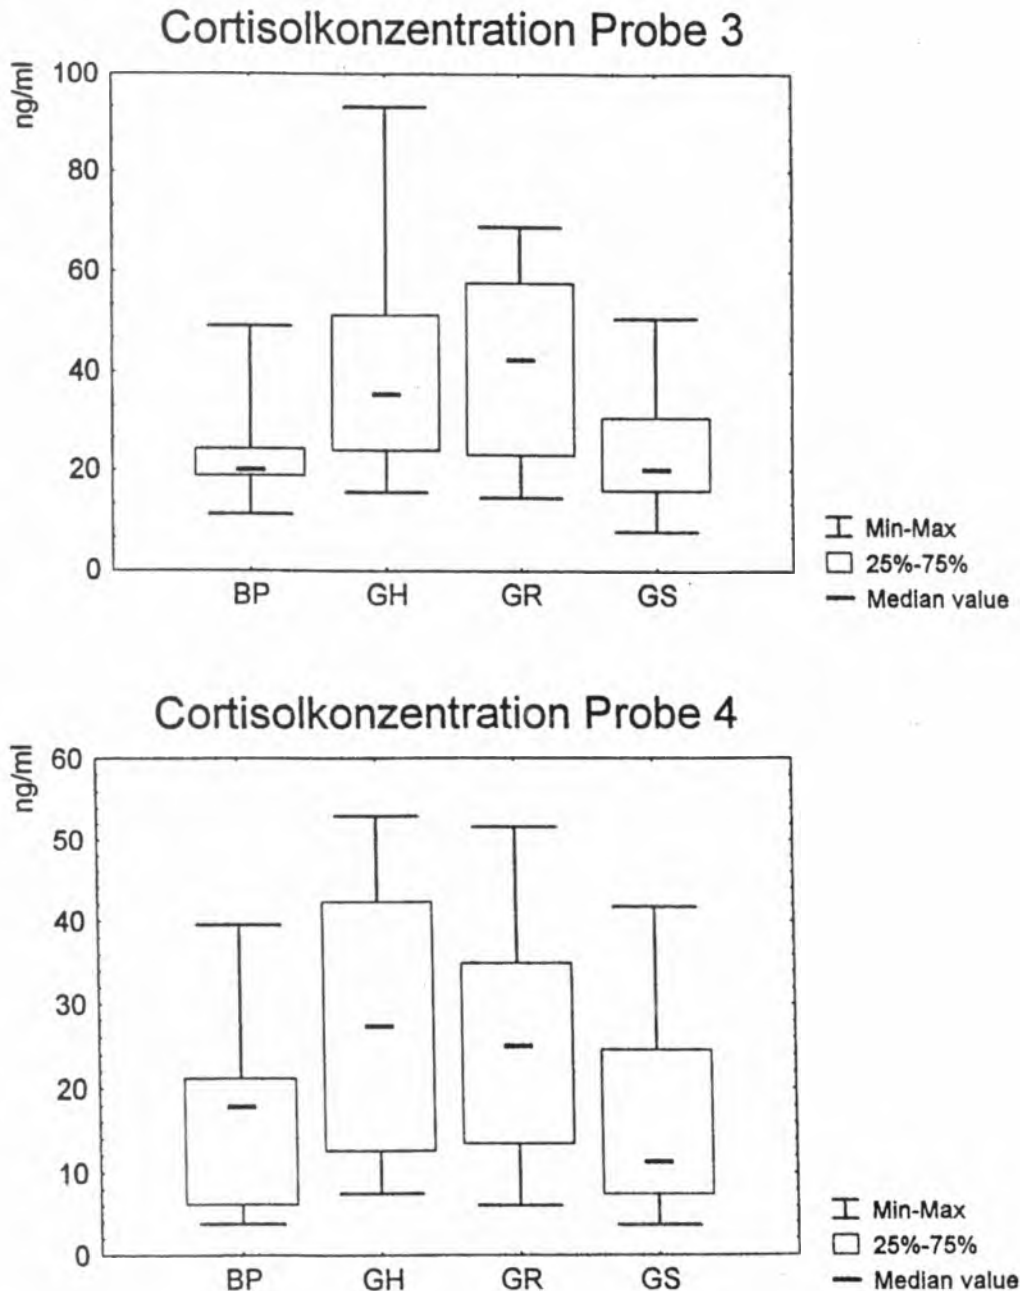 Cortisolkonzentration Probe 3
ng/ml
100
80
60
40
20
0
BP GH GR GS
Min-Max
25%-75%
Median value
Cortisolkonzentration Probe 4
ng/ml
60
50
40
30
20
10
0
BP GH GR GS
Min-Max
25%-75%
Median value